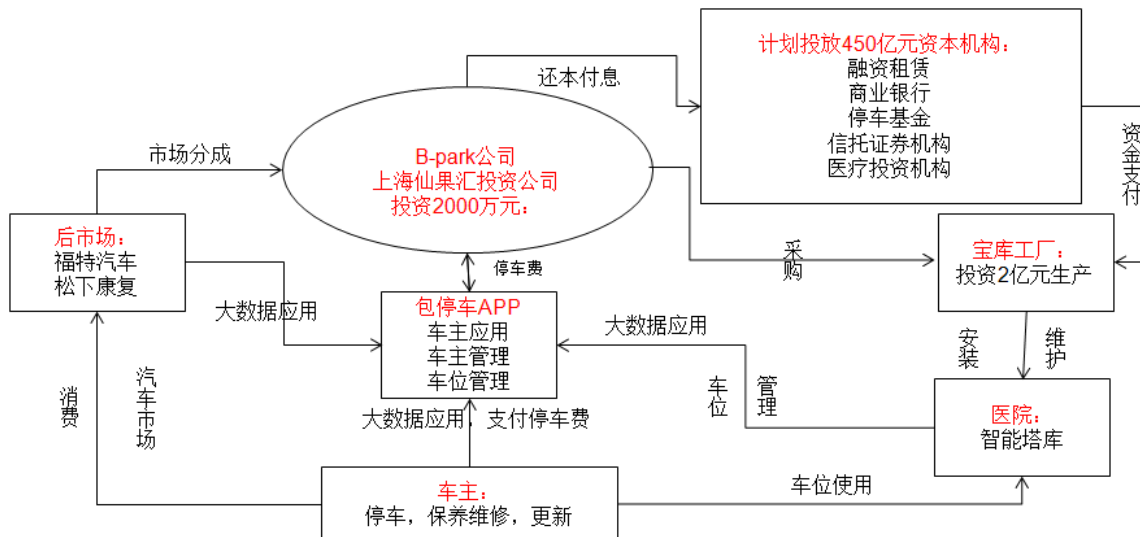 计划投放450亿元资本机构：
融资租赁
商业银行
停车基金
信托证券机构
医疗投资机构
还本付息
资金支付
市场分成
B-park公司
上海仙果汇投资公司
投资2000万元：
后市场：
福特汽车
松下康复
采购
宝库工厂：
投资2亿元生产
停车费
大数据应用
包停车APP
车主应用
车主管理
车位管理
大数据应用
安装
维护
消费
汽车市场
大数据应用，支付停车费
车位
管理
医院：
智能塔库
车主：
停车，保养维修，更新
车位使用